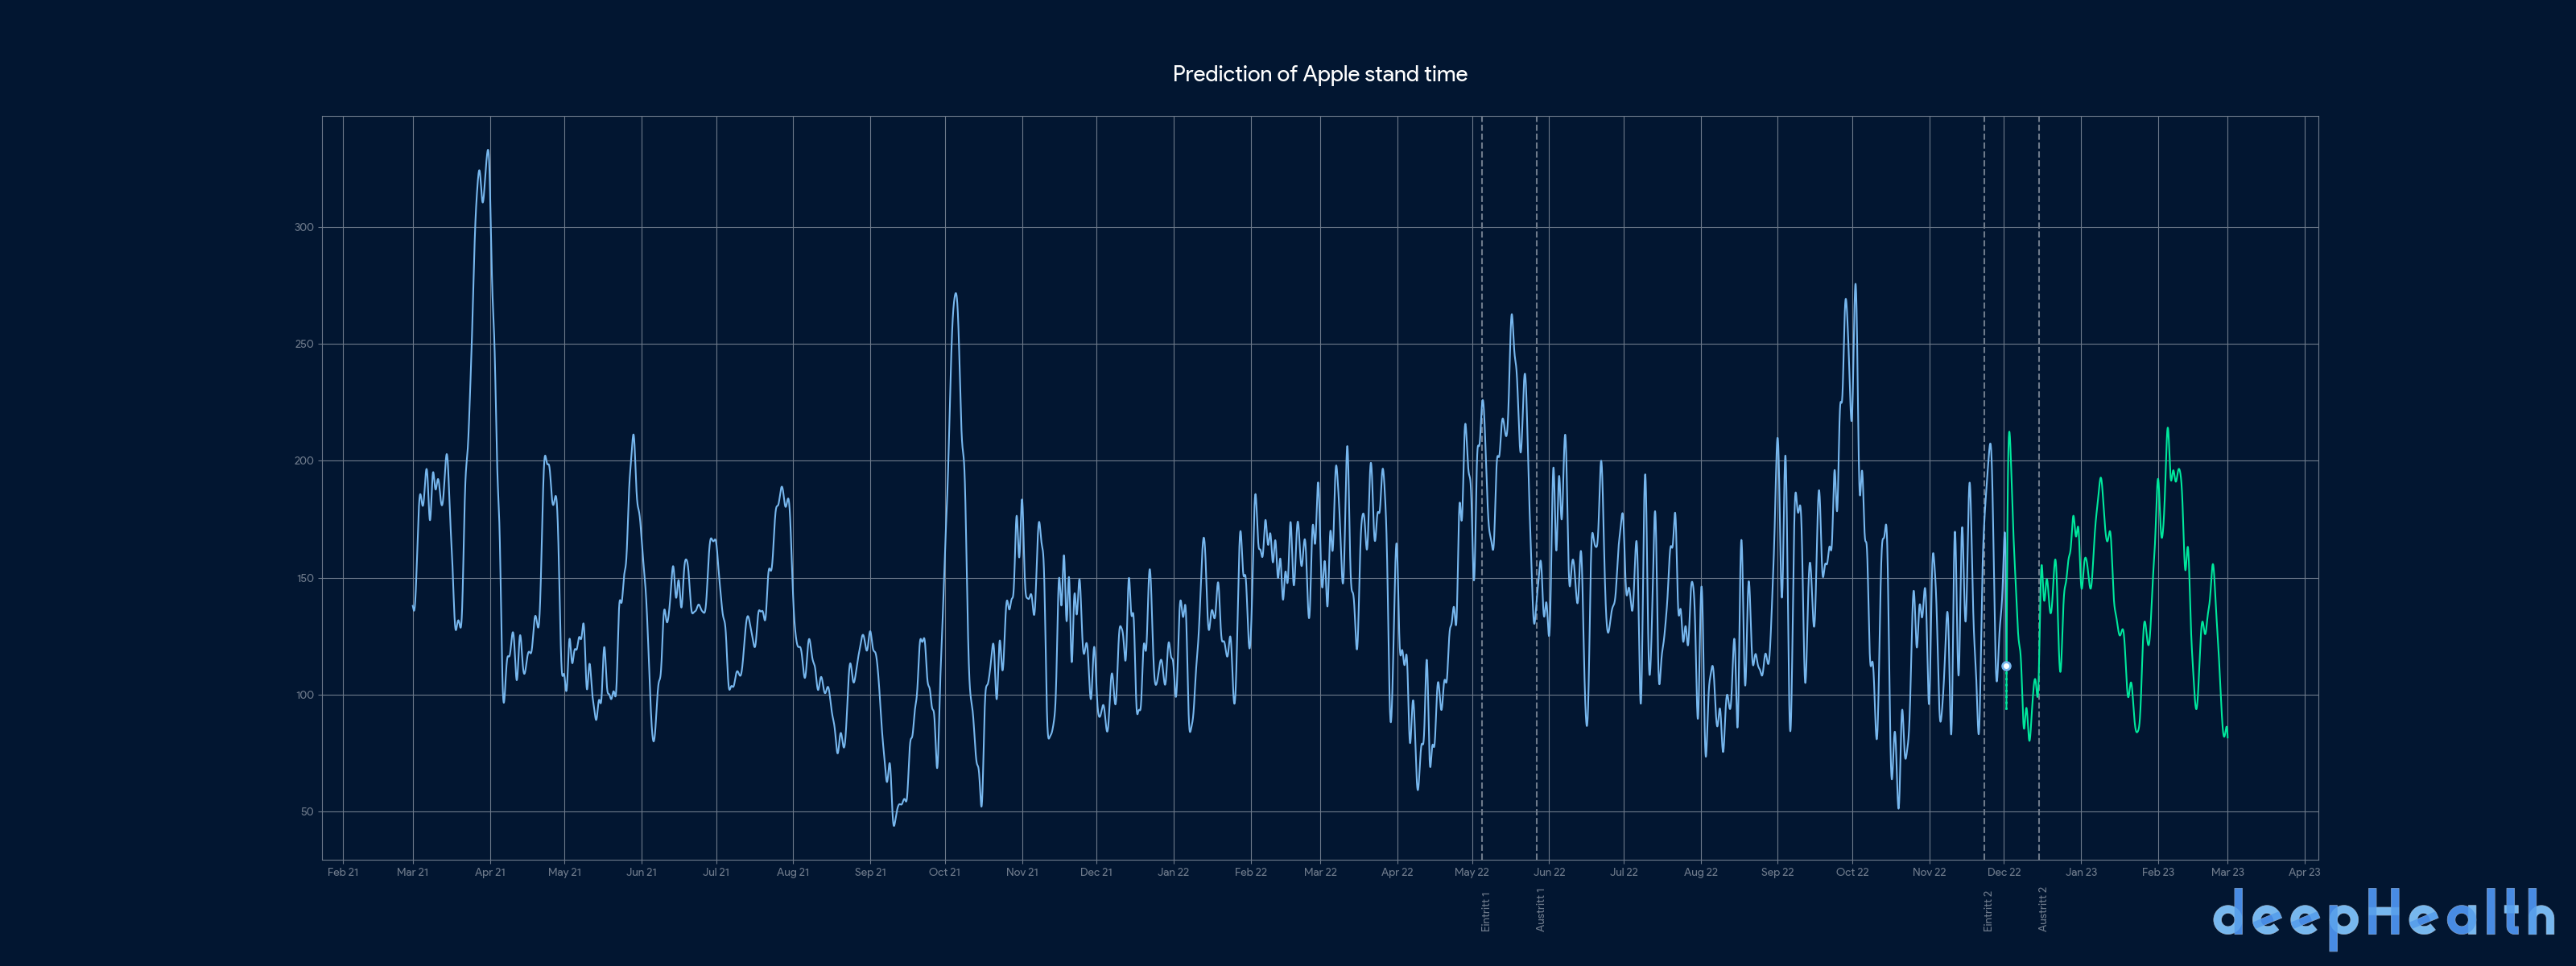 Prediction of Apple stand time
300
250
200
150
100
50
Feb 21 Mar 21 Apr 21 May 21 Jun 21 Jul 21 Aug 21 Sep 21 Oct 21 Nov 21 Dec 21 Jan 22 Feb 22 Mar 22 Apr 22 May 22 Jun 22 Jul 22 Aug 22 Sep 22 Oct 22 Nov 22 Dec 22 Jan 23 Feb 23 Mar 23 Apr 23
Eintritt 1
Austritt 1
Eintritt 2
Austritt 2
deepHealth